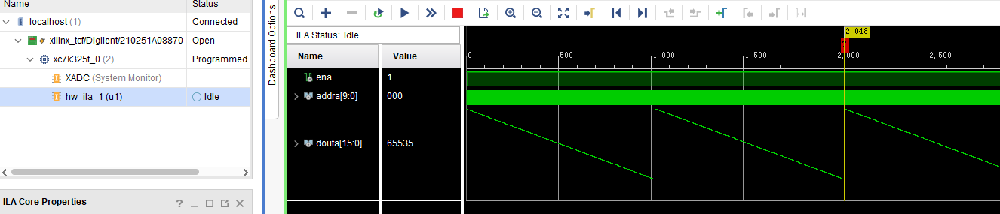 Name Status
localhost (1) Connected
xilinx_tcf/Digilent/210251A08870 Open
xc7k325t_0 (2) Programmed
XADC (System Monitor)
hw_ila_1 (u1) Idle
ILA Core Properties
Dashboard Options
ILA Status: Idle
Name Value
ena 1
addra[9:0] 000
douta[15:0] 65535
2,048
0 500 1,000 1,500 2,000 2,500